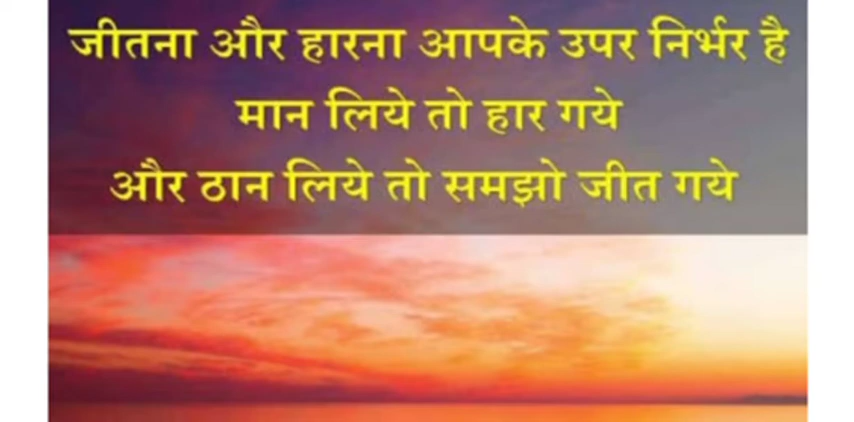 जीतना और हारना आपके उपर निर्भर है
मान लिये तो हार गये
और ठान लिये तो समझो जीत गये